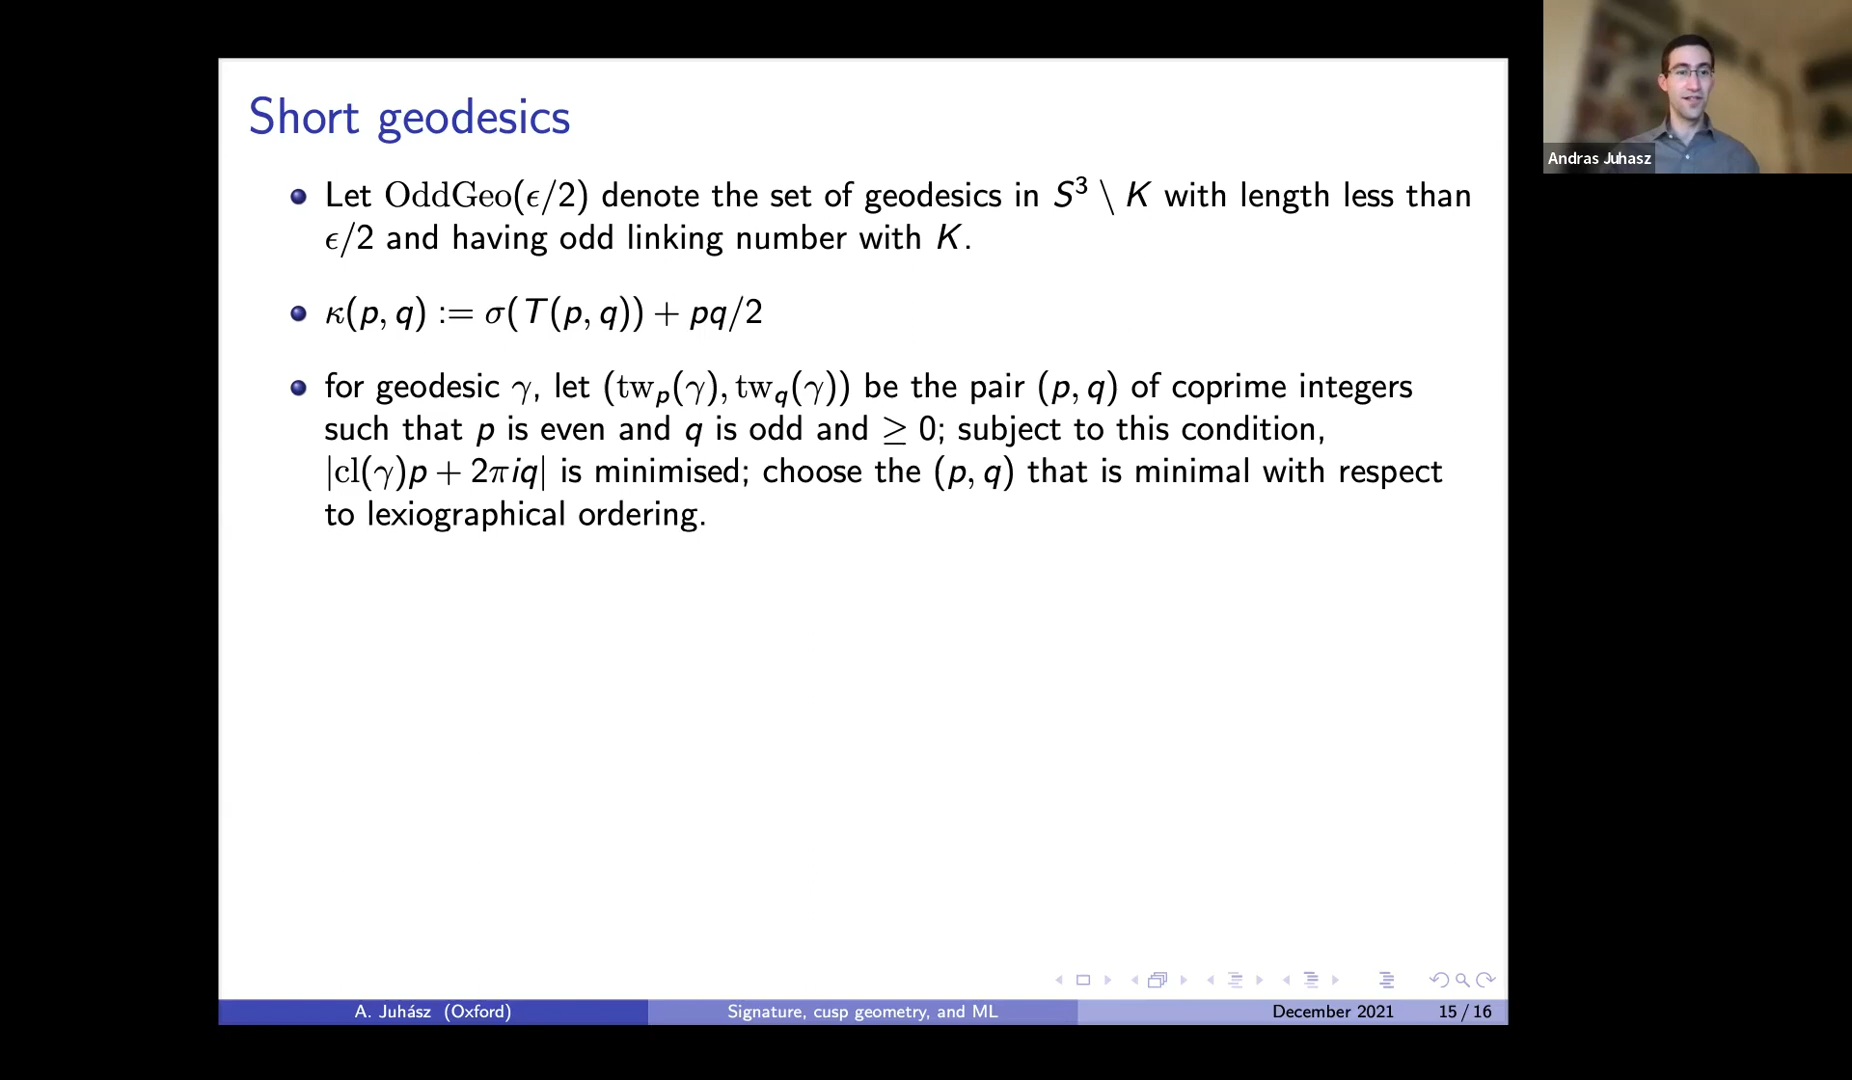 Short geodesics
Let OddGeo(ϵ/2) denote the set of geodesics in S³ \ K with length less than
ϵ/2 and having odd linking number with K.
κ(p, q) := σ(T(p, q)) + pq/2
for geodesic γ, let (tw_p(γ), tw_q(γ)) be the pair (p, q) of coprime integers
such that p is even and q is odd and ≥ 0; subject to this condition,
|cl(γ)p + 2πiq| is minimised; choose the (p, q) that is minimal with respect
to lexiographical ordering.
A. Juhász (Oxford)
Signature, cusp geometry, and ML
December 2021
15 / 16
Andras Juhasz